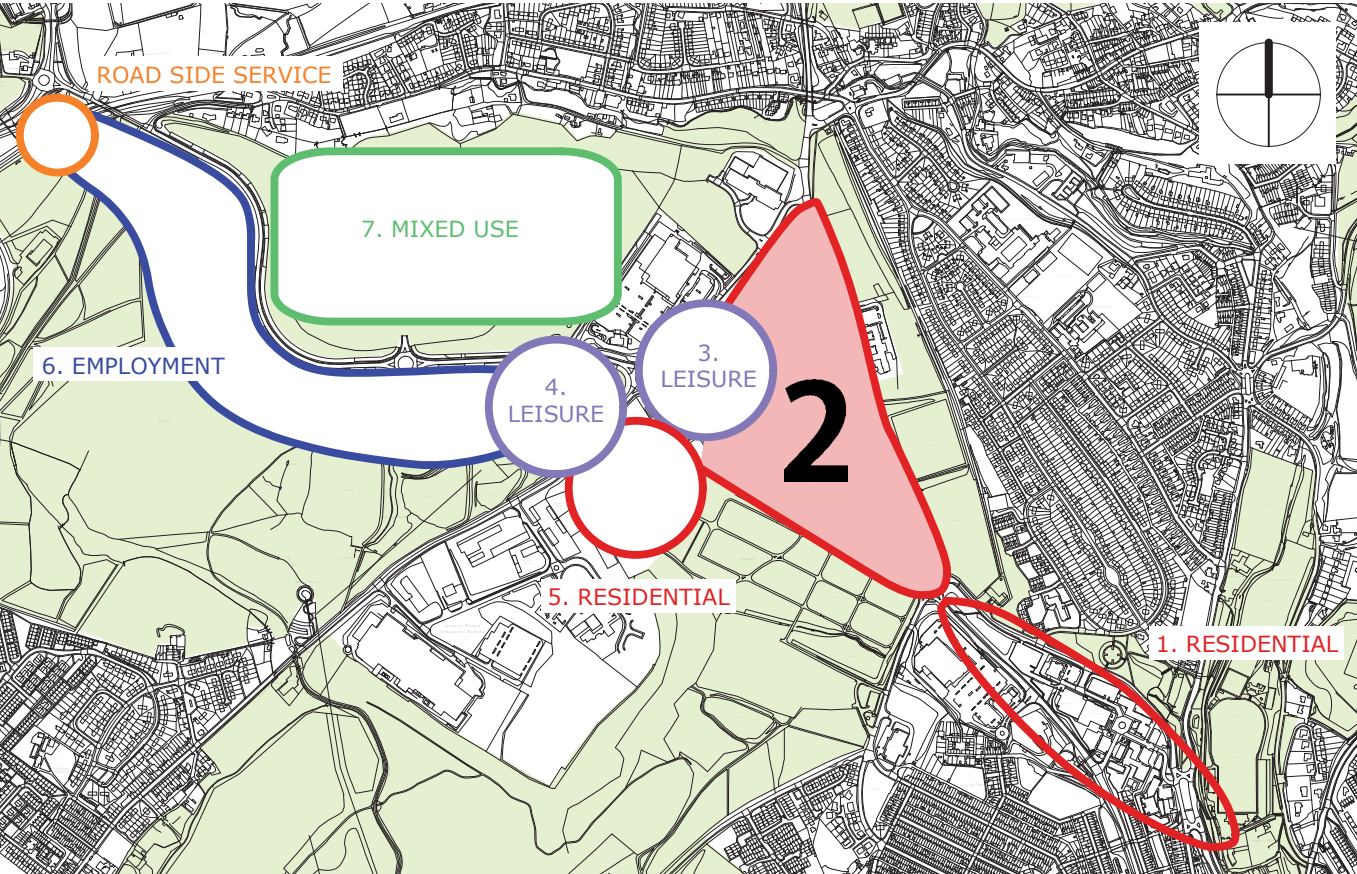 ROAD SIDE SERVICE
7. MIXED USE
6. EMPLOYMENT
3.
LEISURE
4.
LEISURE
2
5. RESIDENTIAL
1. RESIDENTIAL